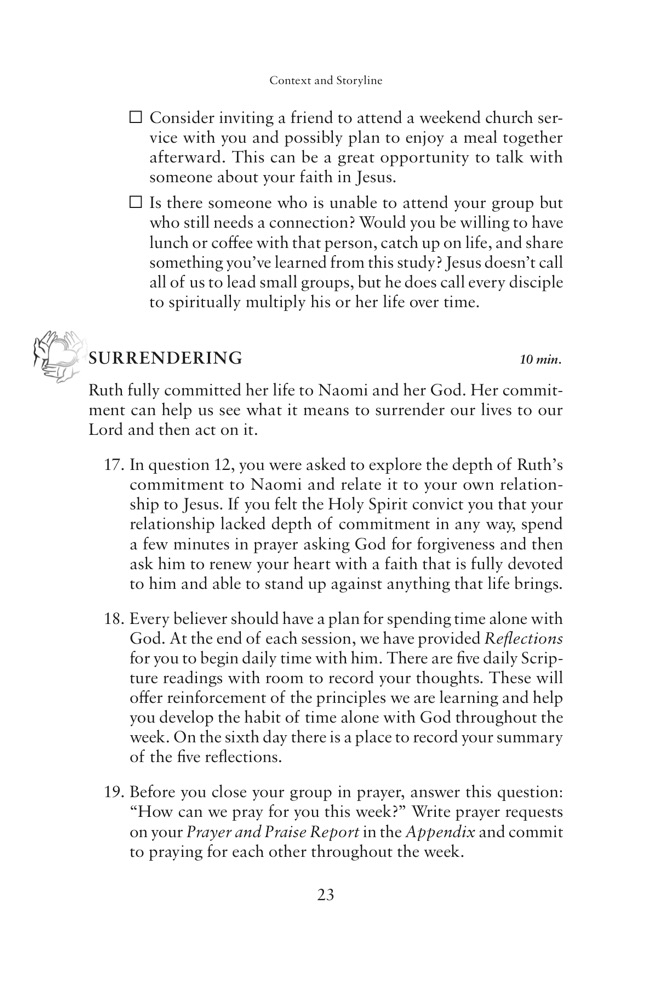 Context and Storyline
☐ Consider inviting a friend to attend a weekend church ser-
vice with you and possibly plan to enjoy a meal together
afterward. This can be a great opportunity to talk with
someone about your faith in Jesus.
☐ Is there someone who is unable to attend your group but
who still needs a connection? Would you be willing to have
lunch or coffee with that person, catch up on life, and share
something you've learned from this study? Jesus doesn't call
all of us to lead small groups, but he does call every disciple
to spiritually multiply his or her life over time.
SURRENDERING 10 min.
Ruth fully committed her life to Naomi and her God. Her commit-
ment can help us see what it means to surrender our lives to our
Lord and then act on it.
17. In question 12, you were asked to explore the depth of Ruth's
commitment to Naomi and relate it to your own relation-
ship to Jesus. If you felt the Holy Spirit convict you that your
relationship lacked depth of commitment in any way, spend
a few minutes in prayer asking God for forgiveness and then
ask him to renew your heart with a faith that is fully devoted
to him and able to stand up against anything that life brings.
18. Every believer should have a plan for spending time alone with
God. At the end of each session, we have provided Reflections
for you to begin daily time with him. There are five daily Scrip-
ture readings with room to record your thoughts. These will
offer reinforcement of the principles we are learning and help
you develop the habit of time alone with God throughout the
week. On the sixth day there is a place to record your summary
of the five reflections.
19. Before you close your group in prayer, answer this question:
“How can we pray for you this week?” Write prayer requests
on your Prayer and Praise Report in the Appendix and commit
to praying for each other throughout the week.
23